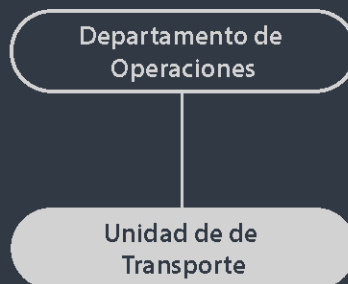 Departamento de
Operaciones
Unidad de de
Transporte